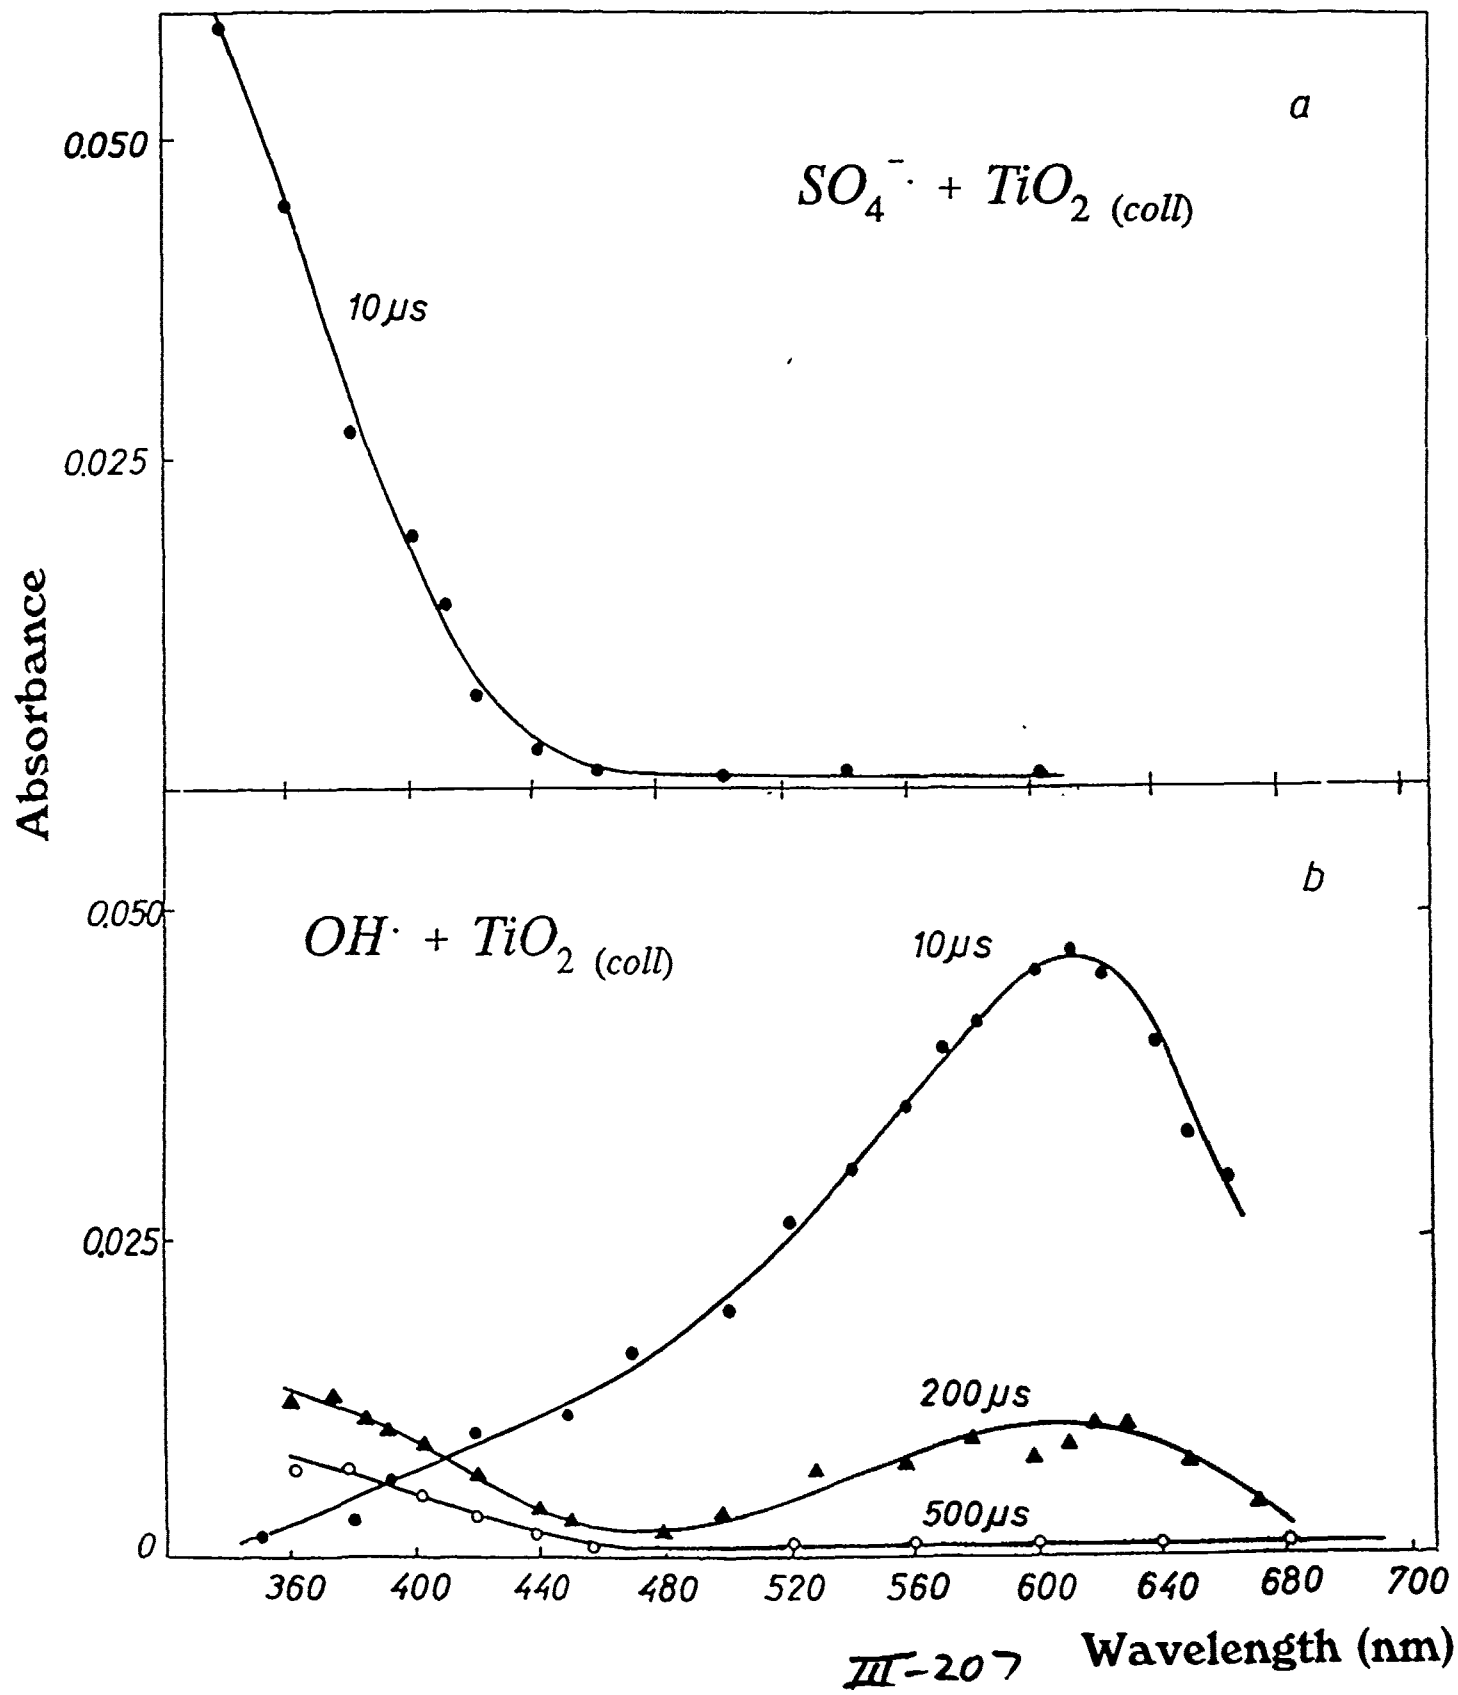 a
0.050
SO4−· + TiO2 (coll)
10 µs
0.025
Absorbance
b
0.050
OH· + TiO2 (coll)
10 µs
0.025
200 µs
500 µs
0
360 400 440 480 520 560 600 640 680 700
Wavelength (nm)
III-207